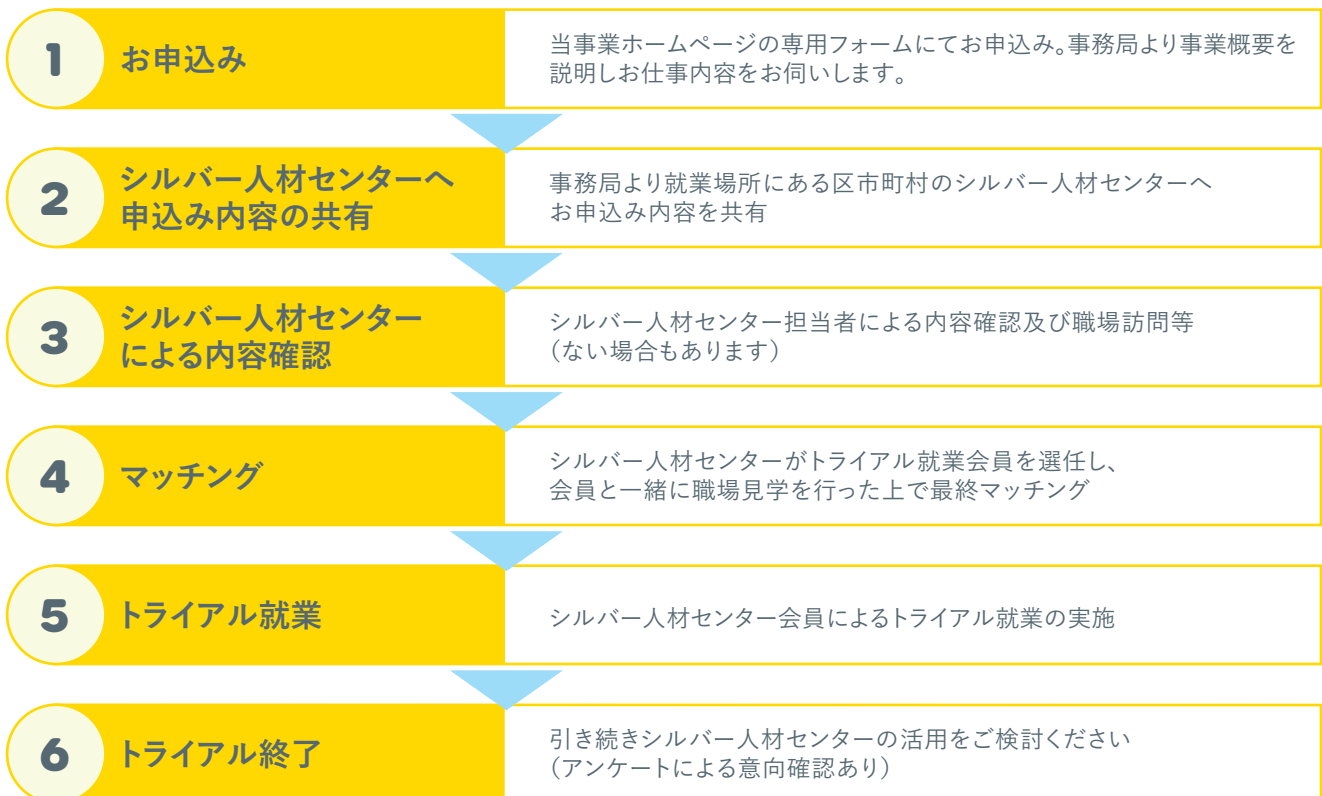 1
お申込み
当事業ホームページの専用フォームにてお申込み。事務局より事業概要を
説明しお仕事内容をお伺いします。
2
シルバー人材センターへ
申込み内容の共有
事務局より就業場所にある区市町村のシルバー人材センターへ
お申込み内容を共有
3
シルバー人材センター
による内容確認
シルバー人材センター担当者による内容確認及び職場訪問等
（ない場合もあります）
4
マッチング
シルバー人材センターがトライアル就業会員を選任し、
会員と一緒に職場見学を行った上で最終マッチング
5
トライアル就業
シルバー人材センター会員によるトライアル就業の実施
6
トライアル終了
引き続きシルバー人材センターの活用をご検討ください
（アンケートによる意向確認あり）